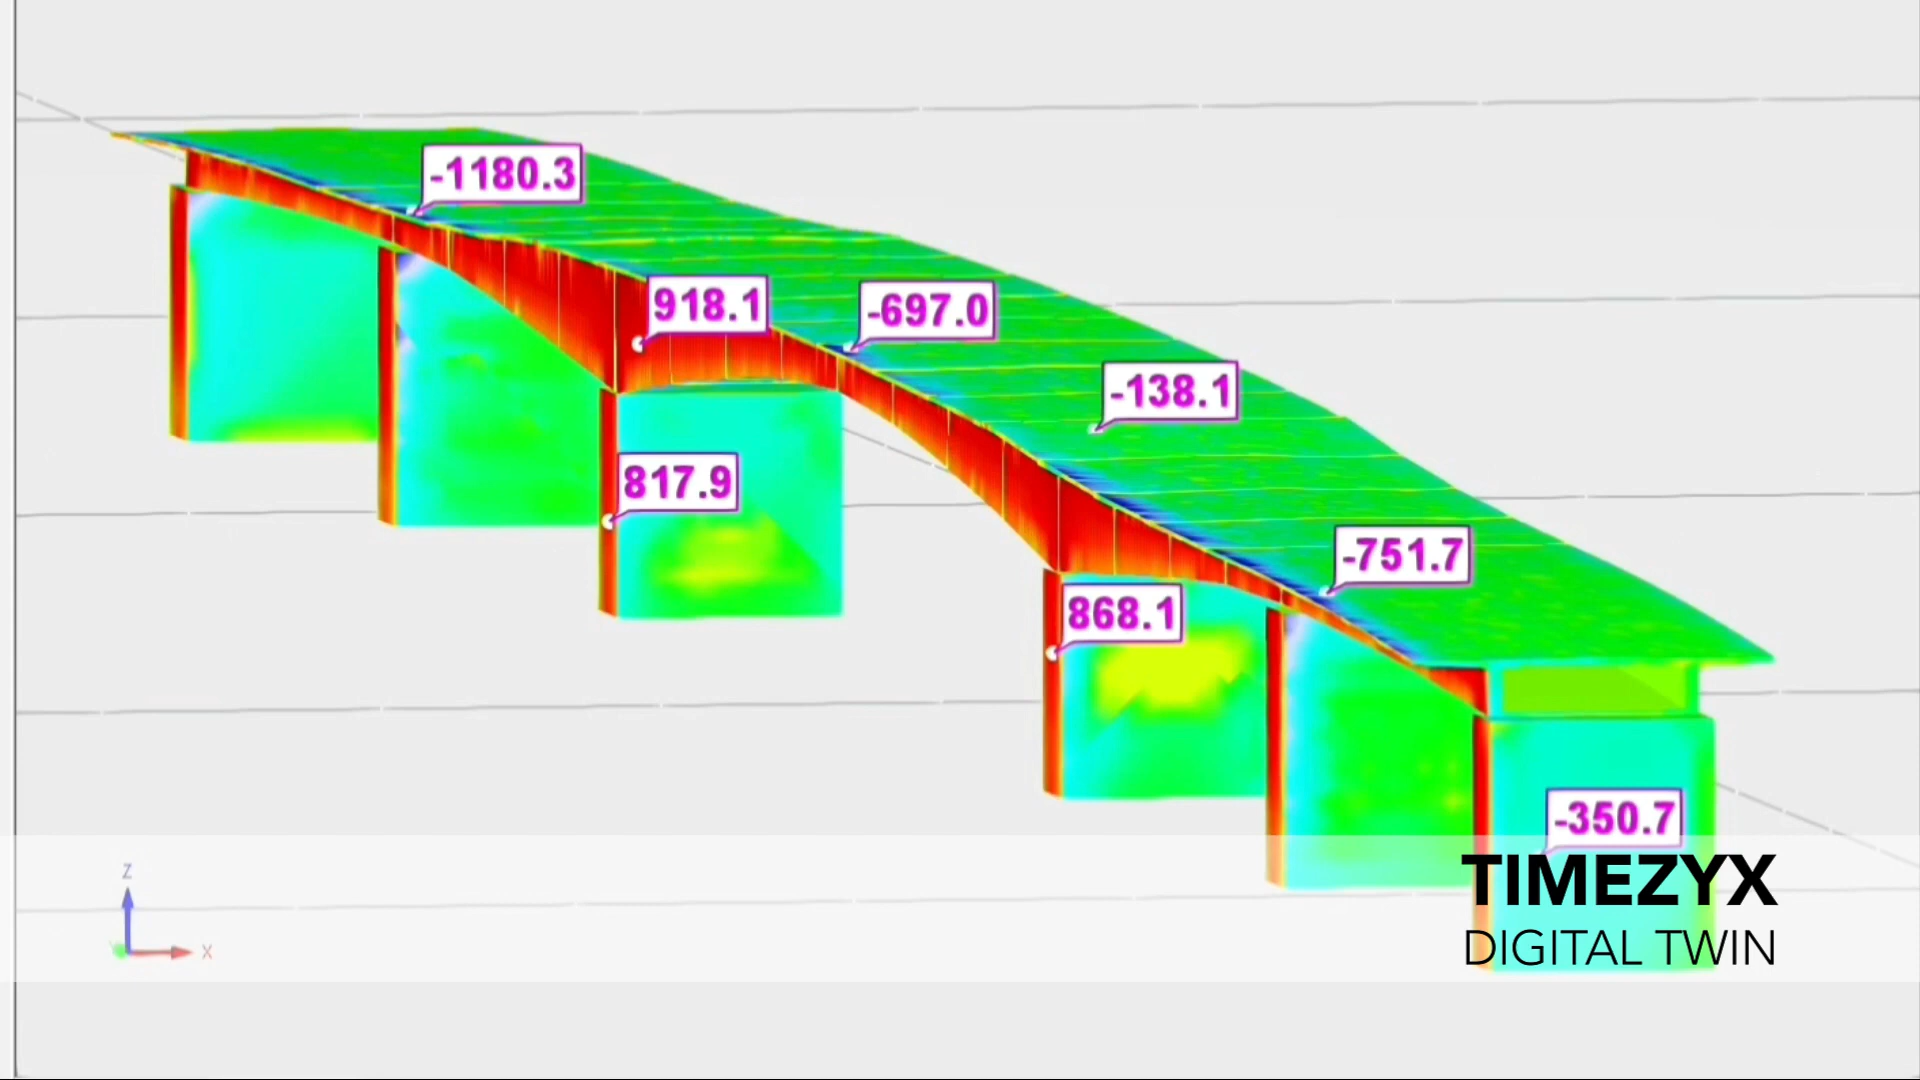 -1180.3
918.1
-697.0
-138.1
817.9
-751.7
868.1
-350.7
TIMEZYX
DIGITAL TWIN
Z
X